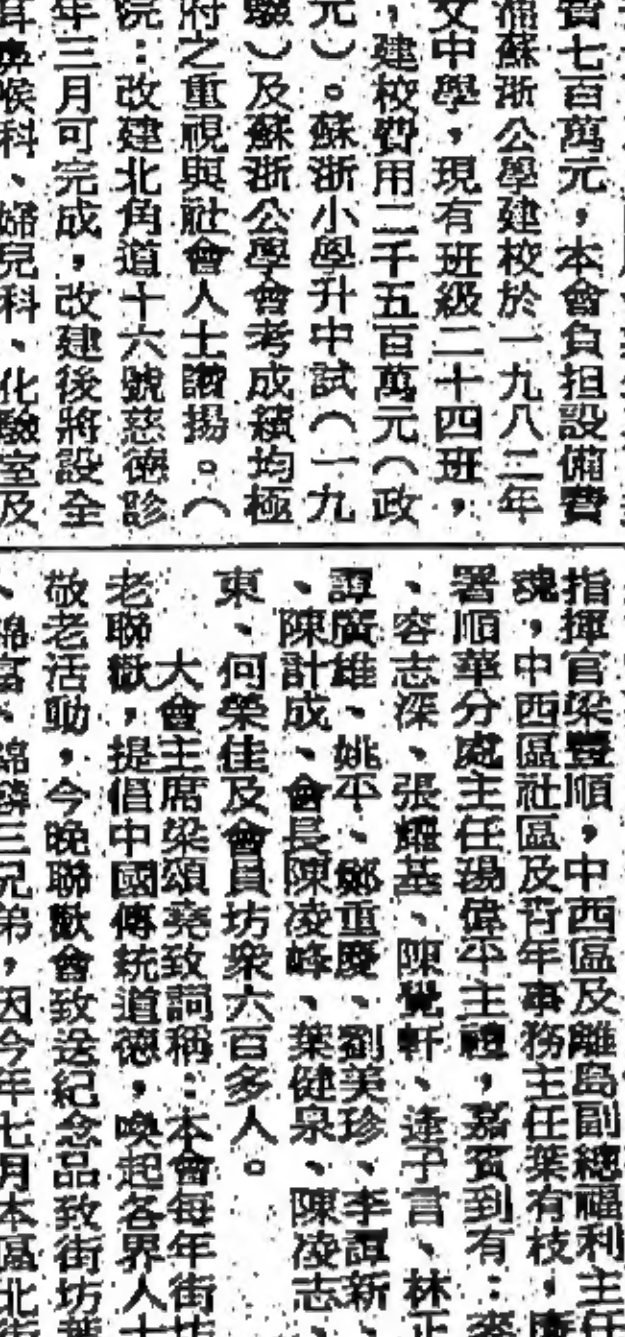 費七百萬元,本會負担設備費
備蘇浙公學建校於一九八二年
文中學,現有班級二十四班,
,建校費用二千五百萬元(政
元)。蘇浙小學升中試(一九
驗)及蘇浙公學會考成績均極
府之重視與社會人士讚揚。(
院:改建北角道十六號慈德診
年三月可完成,改建後將設全
耳鼻喉科、婦兒科、化驗室及
指揮官梁豐順,中西區及離島副總福利主任
魂,中西區社區及青年事務主任葉有枝,
署順華分處主任楊偉平主禮,嘉賓到有:麥
、容志深、張耀基、陳覺軒、逢子言、林正
譚廣雄、姚平、鄭重慶、劉美珍、李譚新
、陳計成、會長陳凌峰、葉健泉、陳凌志、
東、何榮佳及會員坊衆六百多人。
大會主席梁頌堯致詞稱:本會每年街坊
老聯歡,提倡中國傳統道德,喚起各界人士
敬老活動,今晚聯歡會致送紀念品致街坊葉
、錦富、錦麟三兄弟,因今年七月本區北街